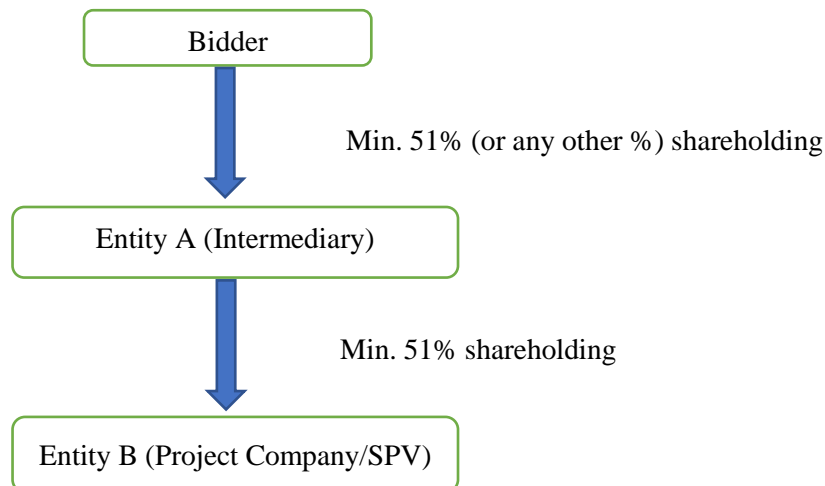 Bidder
Min. 51% (or any other %) shareholding
Entity A (Intermediary)
Min. 51% shareholding
Entity B (Project Company/SPV)